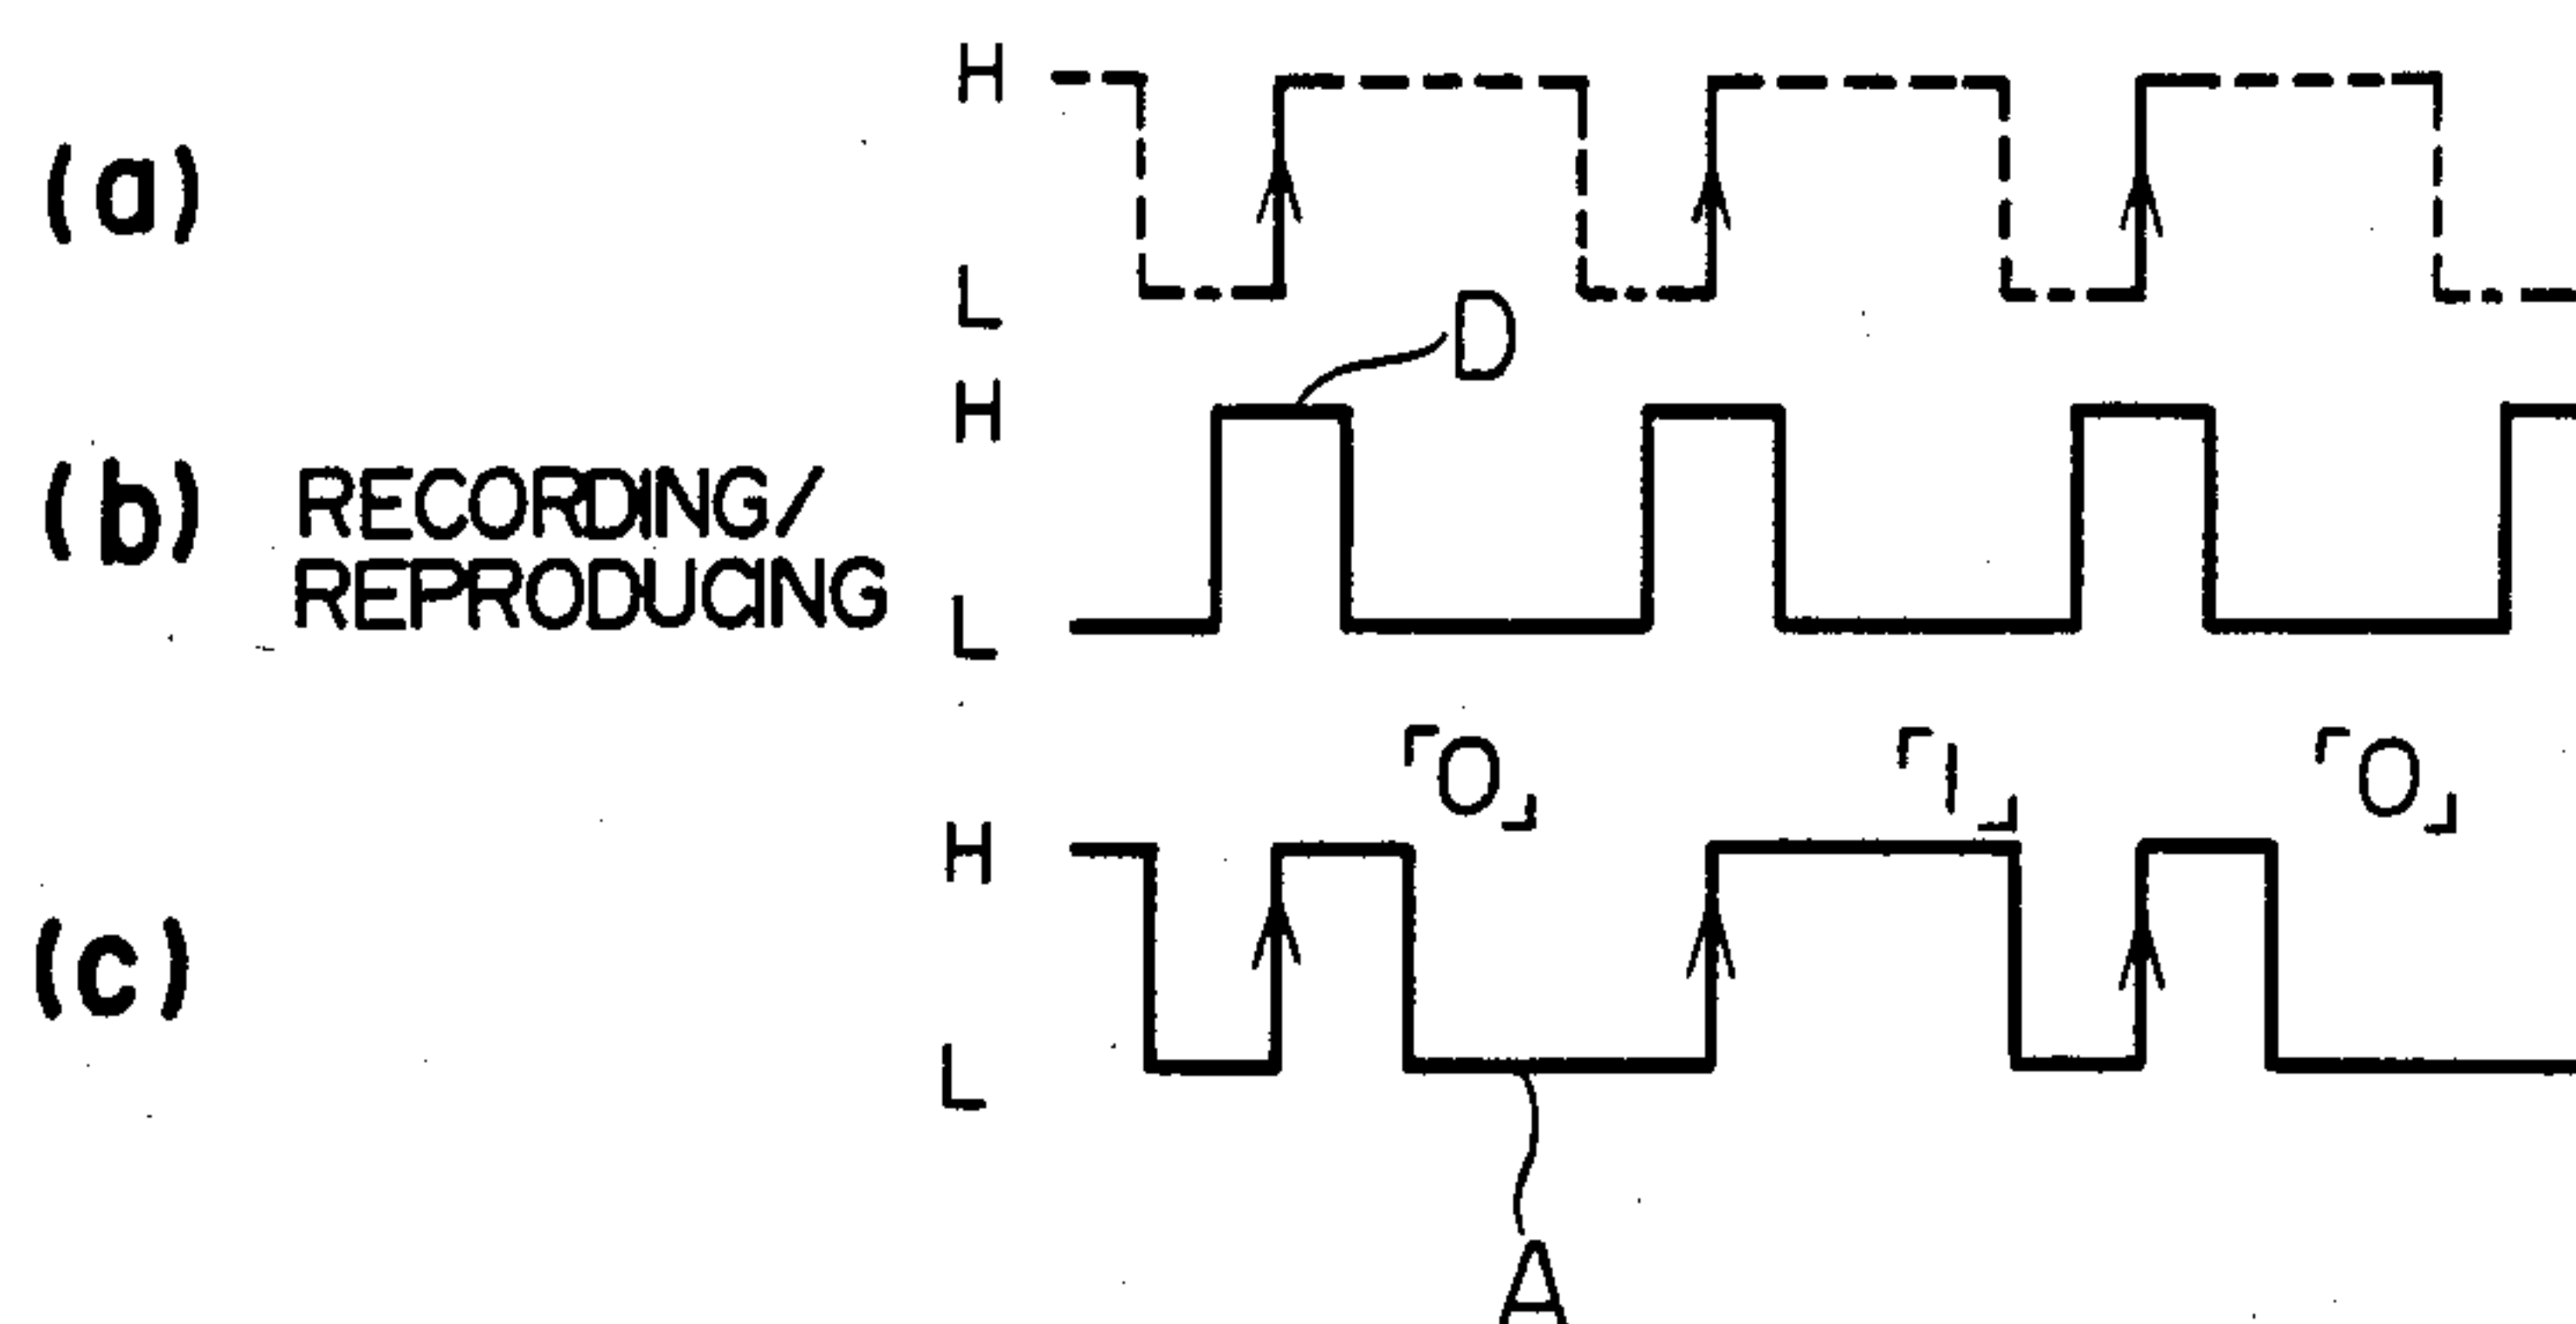 H
(a)
L
D
H
(b) RECORDING/
REPRODUCING
L
「0」 「1」 「0」
H
(c)
L
A